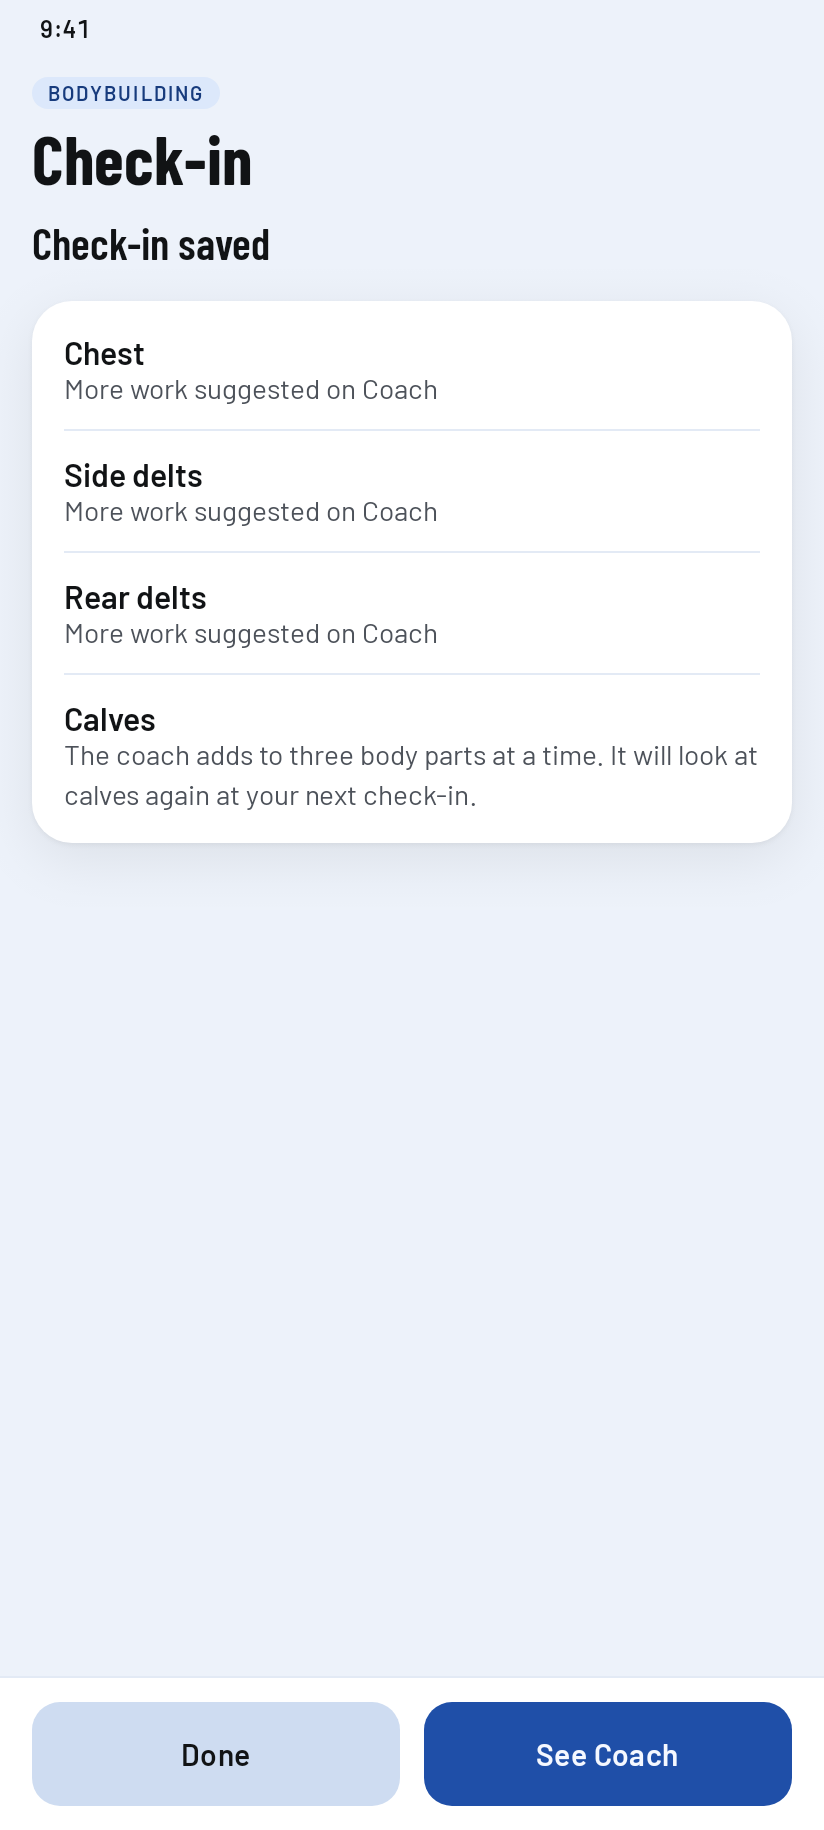 9:41
BODYBUILDING
Check-in
Check-in saved
Chest
More work suggested on Coach
Side delts
More work suggested on Coach
Rear delts
More work suggested on Coach
Calves
The coach adds to three body parts at a time. It will look at
calves again at your next check-in.
Done
See Coach